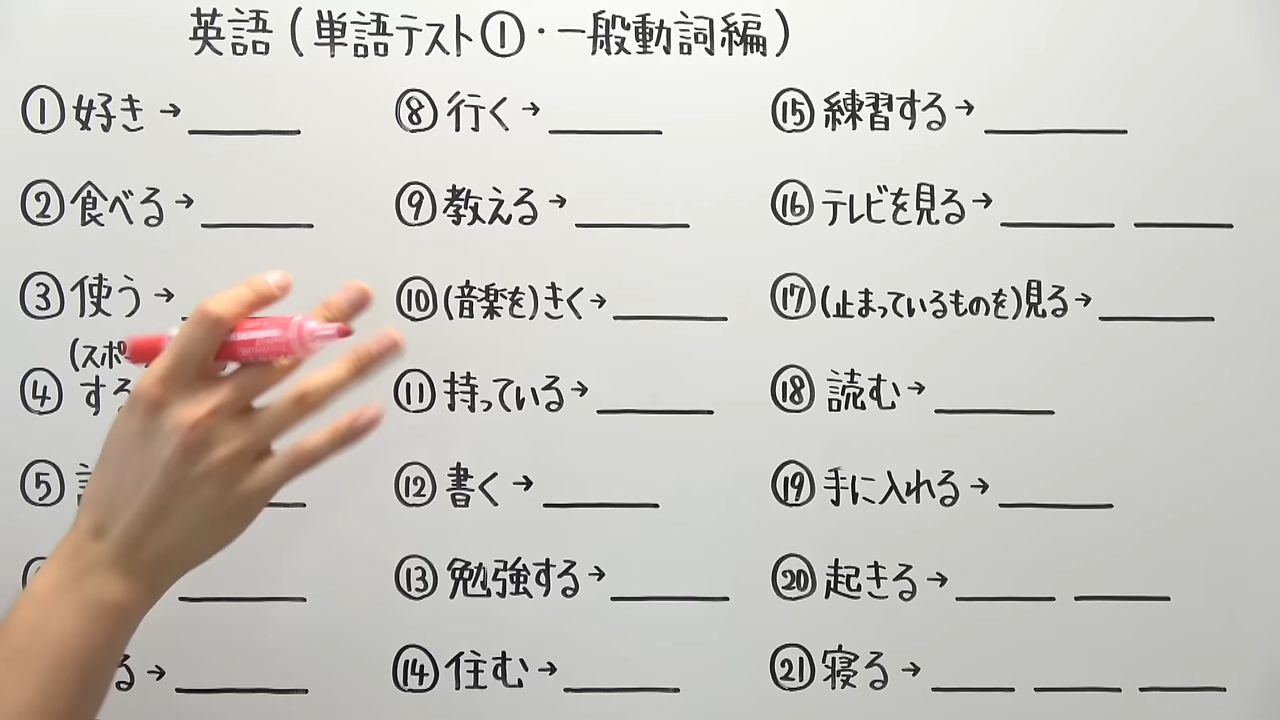 英語(単語テスト①・一般動詞編)
①好き→
②食べる→
③使う→
(スポ
④する
⑤
る→
⑧行く→
⑨教える→
⑩(音楽を)きく→
⑪持っている→
⑫書く→
⑬勉強する→
⑭住む→
⑮練習する→
⑯テレビを見る→
⑰(止まっているものを)見る→
⑱読む→
⑲手に入れる→
⑳起きる→
㉑寝る→